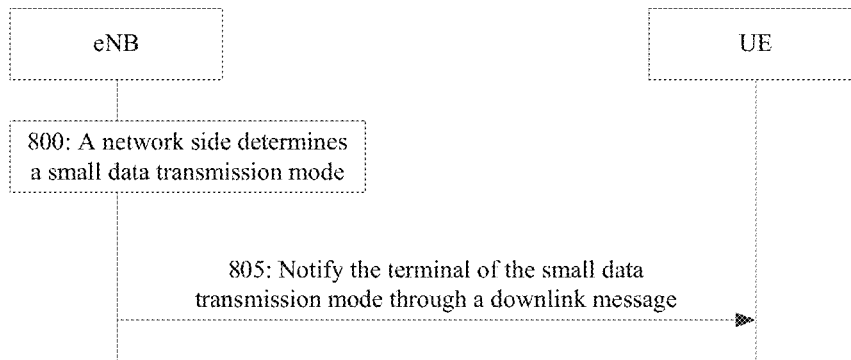 eNB
UE
800: A network side determines
a small data transmission mode
805: Notify the terminal of the small data
transmission mode through a downlink message